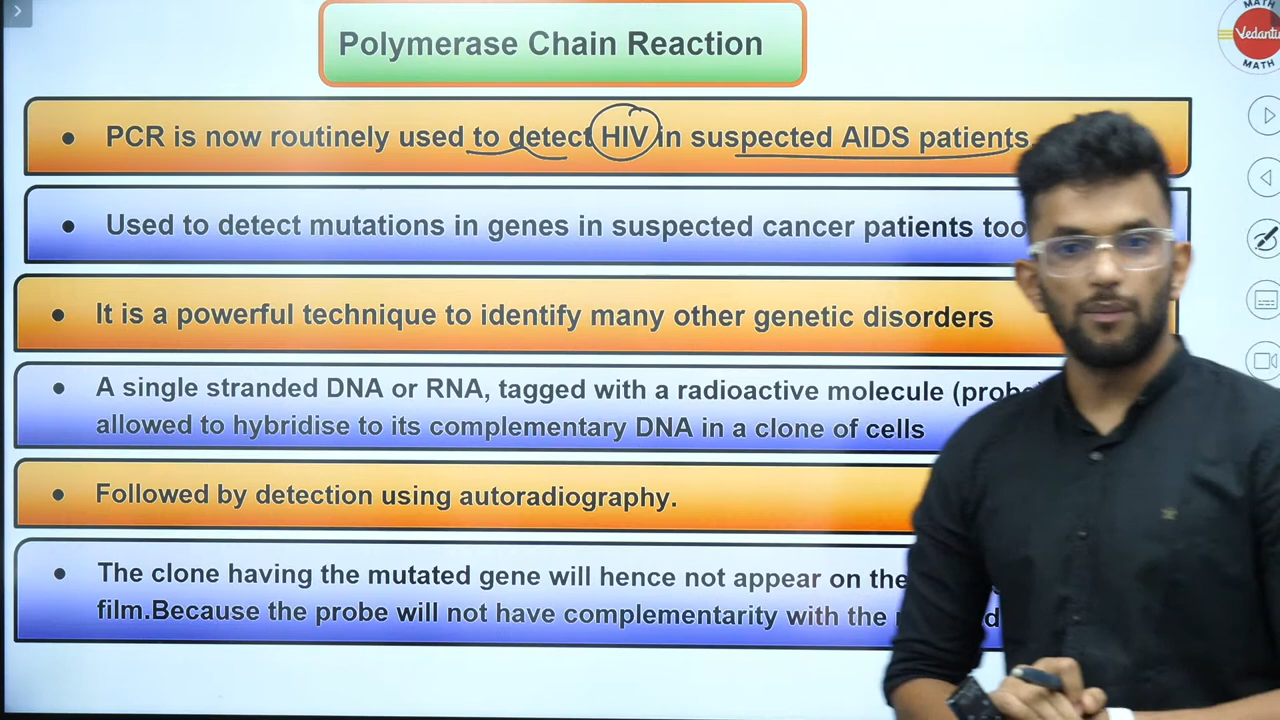 Polymerase Chain Reaction
MATH
Vedantu
MATH
• PCR is now routinely used to detect HIV in suspected AIDS patients.
• Used to detect mutations in genes in suspected cancer patients too
• It is a powerful technique to identify many other genetic disorders
• A single stranded DNA or RNA, tagged with a radioactive molecule (probe)
allowed to hybridise to its complementary DNA in a clone of cells
• Followed by detection using autoradiography.
• The clone having the mutated gene will hence not appear on the
film.Because the probe will not have complementarity with the